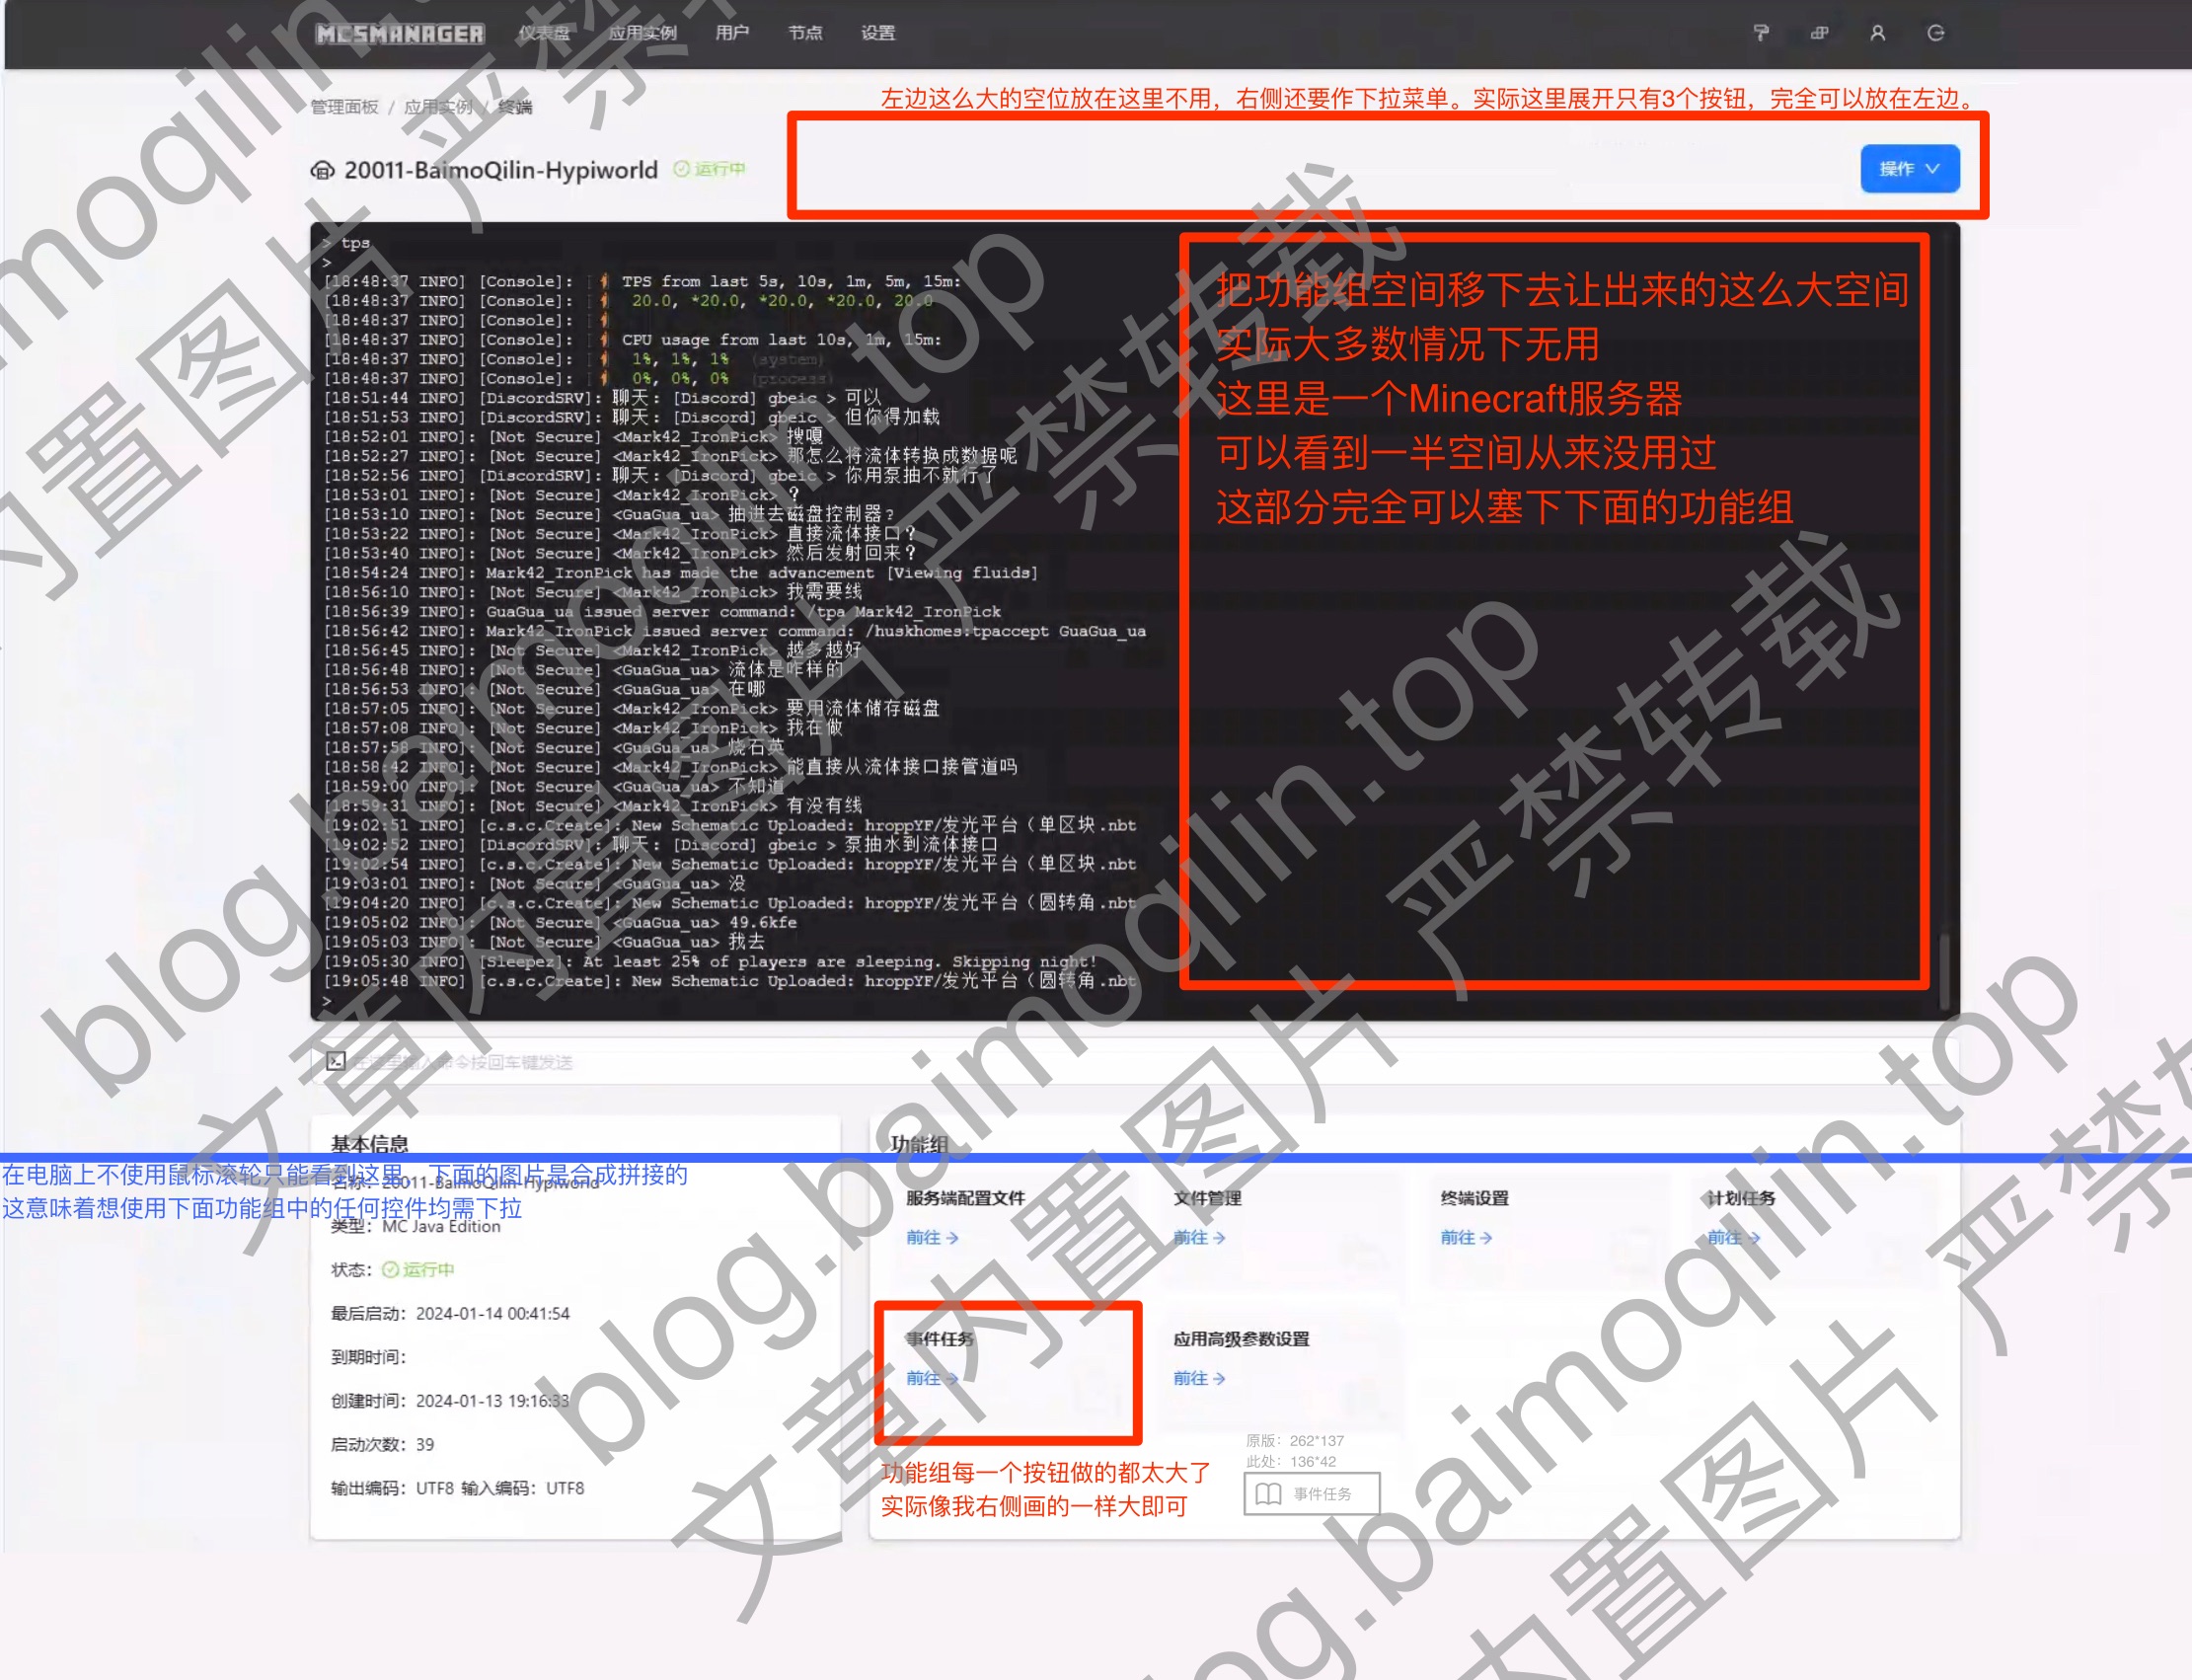 MCSMANAGER 仪表盘 应用实例 用户 节点 设置
管理面板 / 应用实例 / 终端
左边这么大的空位放在这里不用，右侧还要作下拉菜单。实际这里展开只有3个按钮，完全可以放在左边。
20011-BaimoQilin-Hypiworld 运行中
操作
> tps
>
[18:48:37 INFO] [Console]: TPS from last 5s, 10s, 1m, 5m, 15m:
[18:48:37 INFO] [Console]: 20.0, *20.0, *20.0, *20.0, 20.0
[18:48:37 INFO] [Console]:
[18:48:37 INFO] [Console]: CPU usage from last 10s, 1m, 15m:
[18:48:37 INFO] [Console]: 1%, 1%, 1% (system)
[18:48:37 INFO] [Console]: 0%, 0%, 0% (process)
[18:51:44 INFO] [DiscordSRV]: 聊天: [Discord] gbeic > 可以
[18:51:53 INFO] [DiscordSRV]: 聊天: [Discord] gbeic > 但你得加载
[18:52:01 INFO]: [Not Secure] <Mark42_IronPick> 搜嘎
[18:52:27 INFO]: [Not Secure] <Mark42_IronPick> 那怎么将流体转换成数据呢
[18:52:56 INFO] [DiscordSRV]: 聊天: [Discord] gbeic > 你用泵抽不就行了
[18:53:01 INFO]: [Not Secure] <Mark42_IronPick> ？
[18:53:10 INFO]: [Not Secure] <GuaGua_ua> 抽进去磁盘控制器？
[18:53:22 INFO]: [Not Secure] <Mark42_IronPick> 直接流体接口？
[18:53:40 INFO]: [Not Secure] <Mark42_IronPick> 然后发射回来？
[18:54:24 INFO]: Mark42_IronPick has made the advancement [Viewing fluids]
[18:56:10 INFO]: [Not Secure] <Mark42_IronPick> 我需要线
[18:56:39 INFO]: GuaGua_ua issued server command: /tpa Mark42_IronPick
[18:56:42 INFO]: Mark42_IronPick issued server command: /huskhomes:tpaccept GuaGua_ua
[18:56:45 INFO]: [Not Secure] <Mark42_IronPick> 越多越好
[18:56:48 INFO]: [Not Secure] <GuaGua_ua> 流体是咋样的
[18:56:53 INFO]: [Not Secure] <GuaGua_ua> 在哪
[18:57:05 INFO]: [Not Secure] <Mark42_IronPick> 要用流体储存磁盘
[18:57:08 INFO]: [Not Secure] <Mark42_IronPick> 我在做
[18:57:58 INFO]: [Not Secure] <GuaGua_ua> 烧石英
[18:58:42 INFO]: [Not Secure] <Mark42_IronPick> 能直接从流体接口接管道吗
[18:59:00 INFO]: [Not Secure] <GuaGua_ua> 不知道
[18:59:31 INFO]: [Not Secure] <Mark42_IronPick> 有没有线
[19:02:51 INFO] [c.s.c.Create]: New Schematic Uploaded: hroppYF/发光平台（单区块.nbt
[19:02:52 INFO] [DiscordSRV]: 聊天: [Discord] gbeic > 泵抽水到流体接口
[19:02:54 INFO] [c.s.c.Create]: New Schematic Uploaded: hroppYF/发光平台（单区块.nbt
[19:03:01 INFO]: [Not Secure] <GuaGua_ua> 没
[19:04:20 INFO] [c.s.c.Create]: New Schematic Uploaded: hroppYF/发光平台（圆转角.nbt
[19:05:02 INFO]: [Not Secure] <GuaGua_ua> 49.6kfe
[19:05:03 INFO]: [Not Secure] <GuaGua_ua> 我去
[19:05:30 INFO] [Sleepez]: At least 25% of players are sleeping. Skipping night!
[19:05:48 INFO] [c.s.c.Create]: New Schematic Uploaded: hroppYF/发光平台（圆转角.nbt
>
把功能组空间移下去让出来的这么大空间
实际大多数情况下无用
这里是一个Minecraft服务器
可以看到一半空间从来没用过
这部分完全可以塞下下面的功能组
在这里输入命令按回车键发送
基本信息
在电脑上不使用鼠标滚轮只能看到这里，下面的图片是合成拼接的
这意味着想使用下面功能组中的任何控件均需下拉
名称: 20011-BaimoQilin-Hypiworld
类型: MC Java Edition
状态: 运行中
最后启动: 2024-01-14 00:41:54
到期时间:
创建时间: 2024-01-13 19:16:33
启动次数: 39
输出编码: UTF8 输入编码: UTF8
功能组
服务端配置文件
前往
文件管理
前往
终端设置
前往
计划任务
前往
事件任务
前往
应用高级参数设置
前往
功能组每一个按钮做的都太大了
实际像我右侧画的一样大即可
原版: 262*137
此处: 136*42
事件任务
blog.baimoqilin.top
文章内置图片 严禁转载